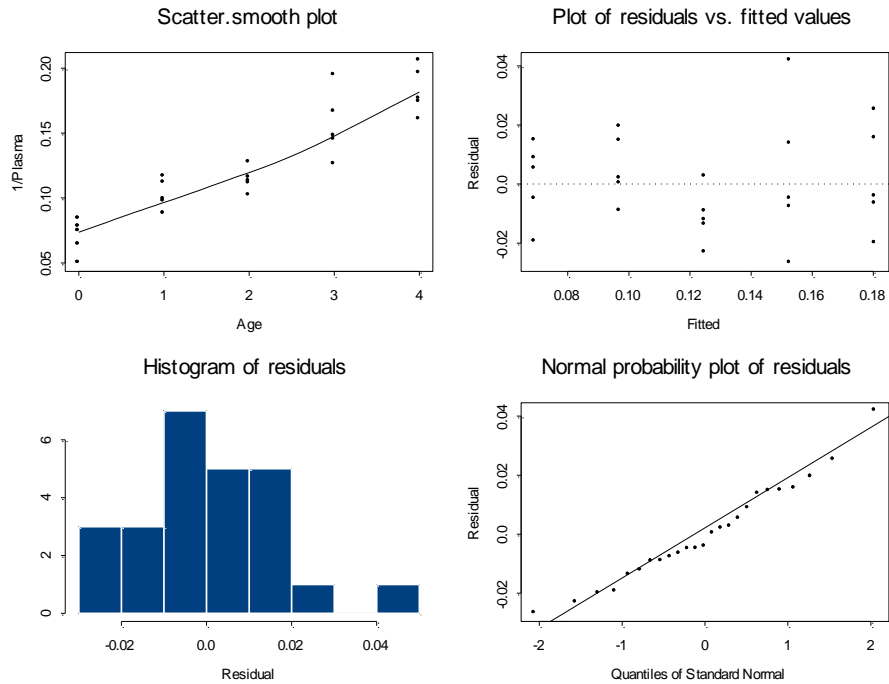 Scatter.smooth plot
1/Plasma
0.05 0.10 0.15 0.20
0 1 2 3 4
Age
Plot of residuals vs. fitted values
Residual
-0.02 0.0 0.02 0.04
0.08 0.10 0.12 0.14 0.16 0.18
Fitted
Histogram of residuals
0 2 4 6
-0.02 0.0 0.02 0.04
Residual
Normal probability plot of residuals
Residual
-0.02 0.0 0.02 0.04
-2 -1 0 1 2
Quantiles of Standard Normal